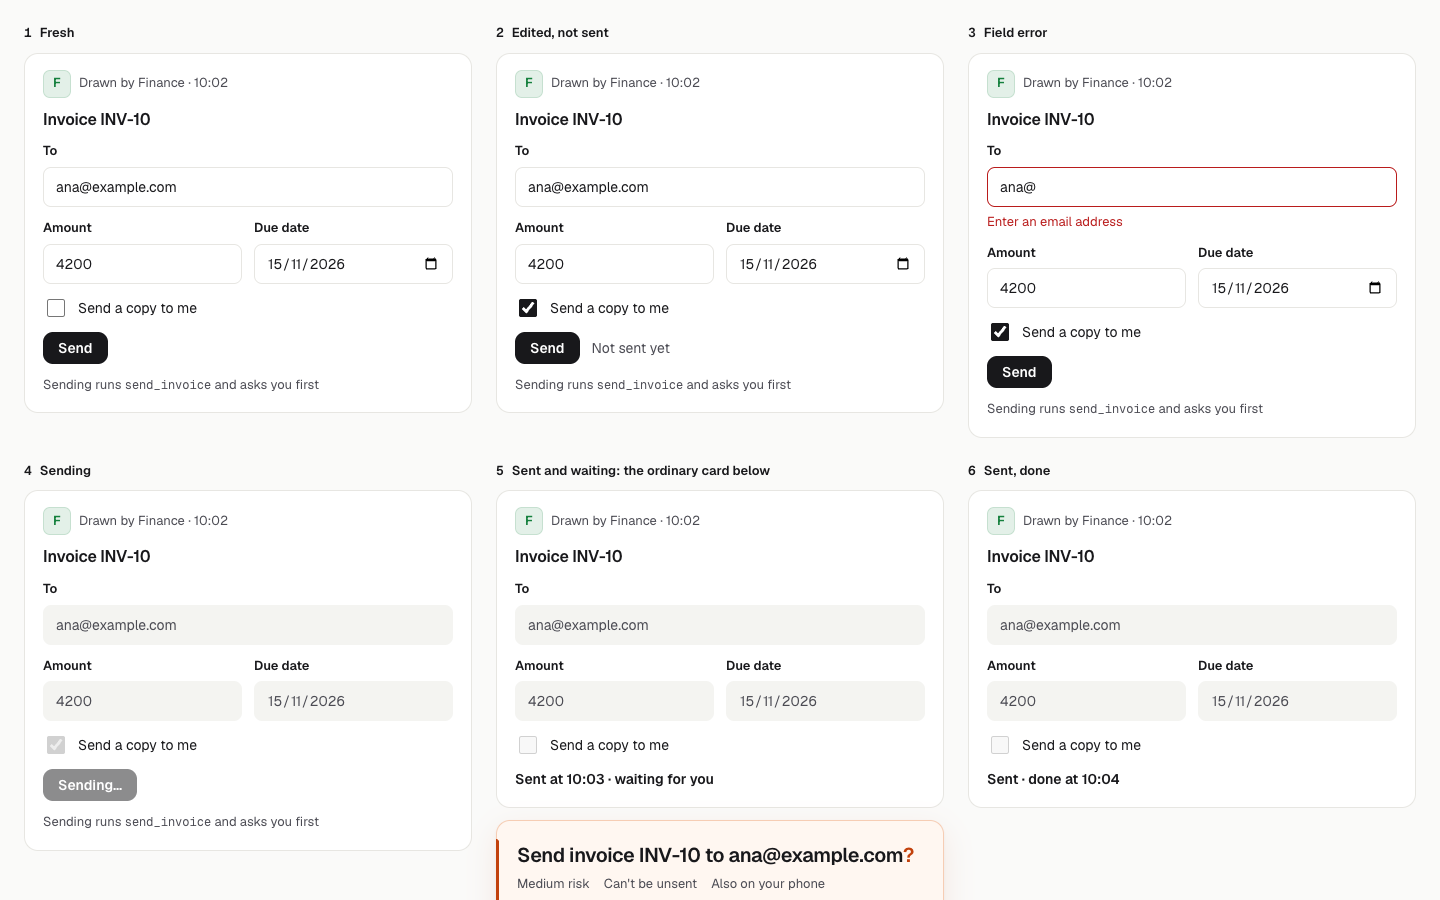 1 Fresh
F Drawn by Finance · 10:02
Invoice INV-10
To
ana@example.com
Amount Due date
4200 15/11/2026
Send a copy to me
Send
Sending runs send_invoice and asks you first
2 Edited, not sent
F Drawn by Finance · 10:02
Invoice INV-10
To
ana@example.com
Amount Due date
4200 15/11/2026
Send a copy to me
Send Not sent yet
Sending runs send_invoice and asks you first
3 Field error
F Drawn by Finance · 10:02
Invoice INV-10
To
ana@
Enter an email address
Amount Due date
4200 15/11/2026
Send a copy to me
Send
Sending runs send_invoice and asks you first
4 Sending
F Drawn by Finance · 10:02
Invoice INV-10
To
ana@example.com
Amount Due date
4200 15/11/2026
Send a copy to me
Sending…
Sending runs send_invoice and asks you first
5 Sent and waiting: the ordinary card below
F Drawn by Finance · 10:02
Invoice INV-10
To
ana@example.com
Amount Due date
4200 15/11/2026
Send a copy to me
Sent at 10:03 · waiting for you
Send invoice INV-10 to ana@example.com?
Medium risk Can't be unsent Also on your phone
6 Sent, done
F Drawn by Finance · 10:02
Invoice INV-10
To
ana@example.com
Amount Due date
4200 15/11/2026
Send a copy to me
Sent · done at 10:04